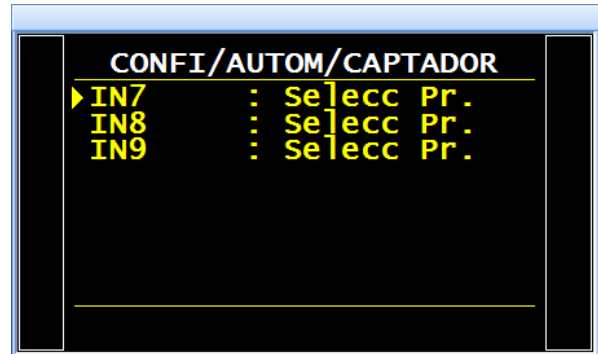 CONFI/AUTOM/CAPTADOR
IN7 : Selecc Pr.
IN8 : Selecc Pr.
IN9 : Selecc Pr.